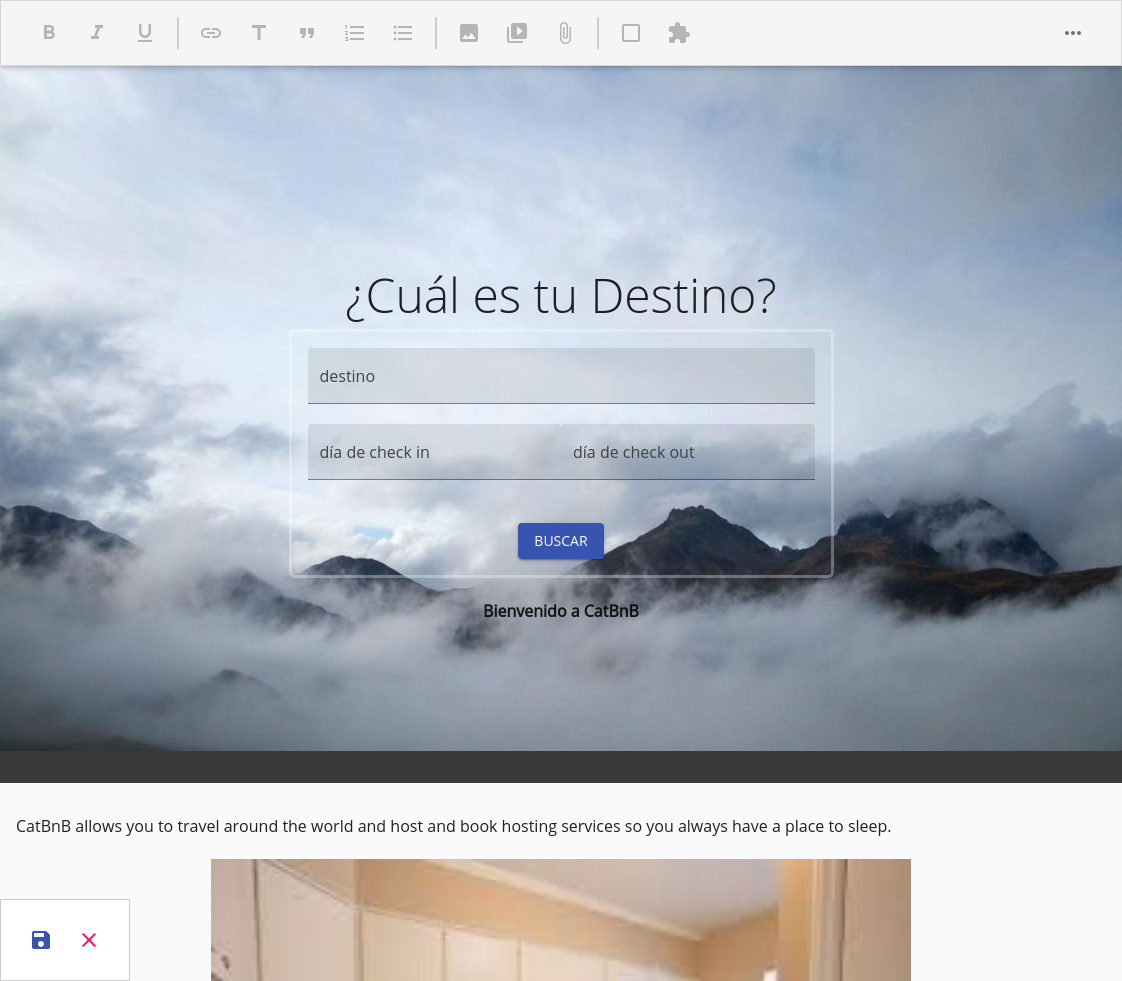 ¿Cuál es tu Destino?
destino
día de check in
día de check out
BUSCAR
Bienvenido a CatBnB
CatBnB allows you to travel around the world and host and book hosting services so you always have a place to sleep.